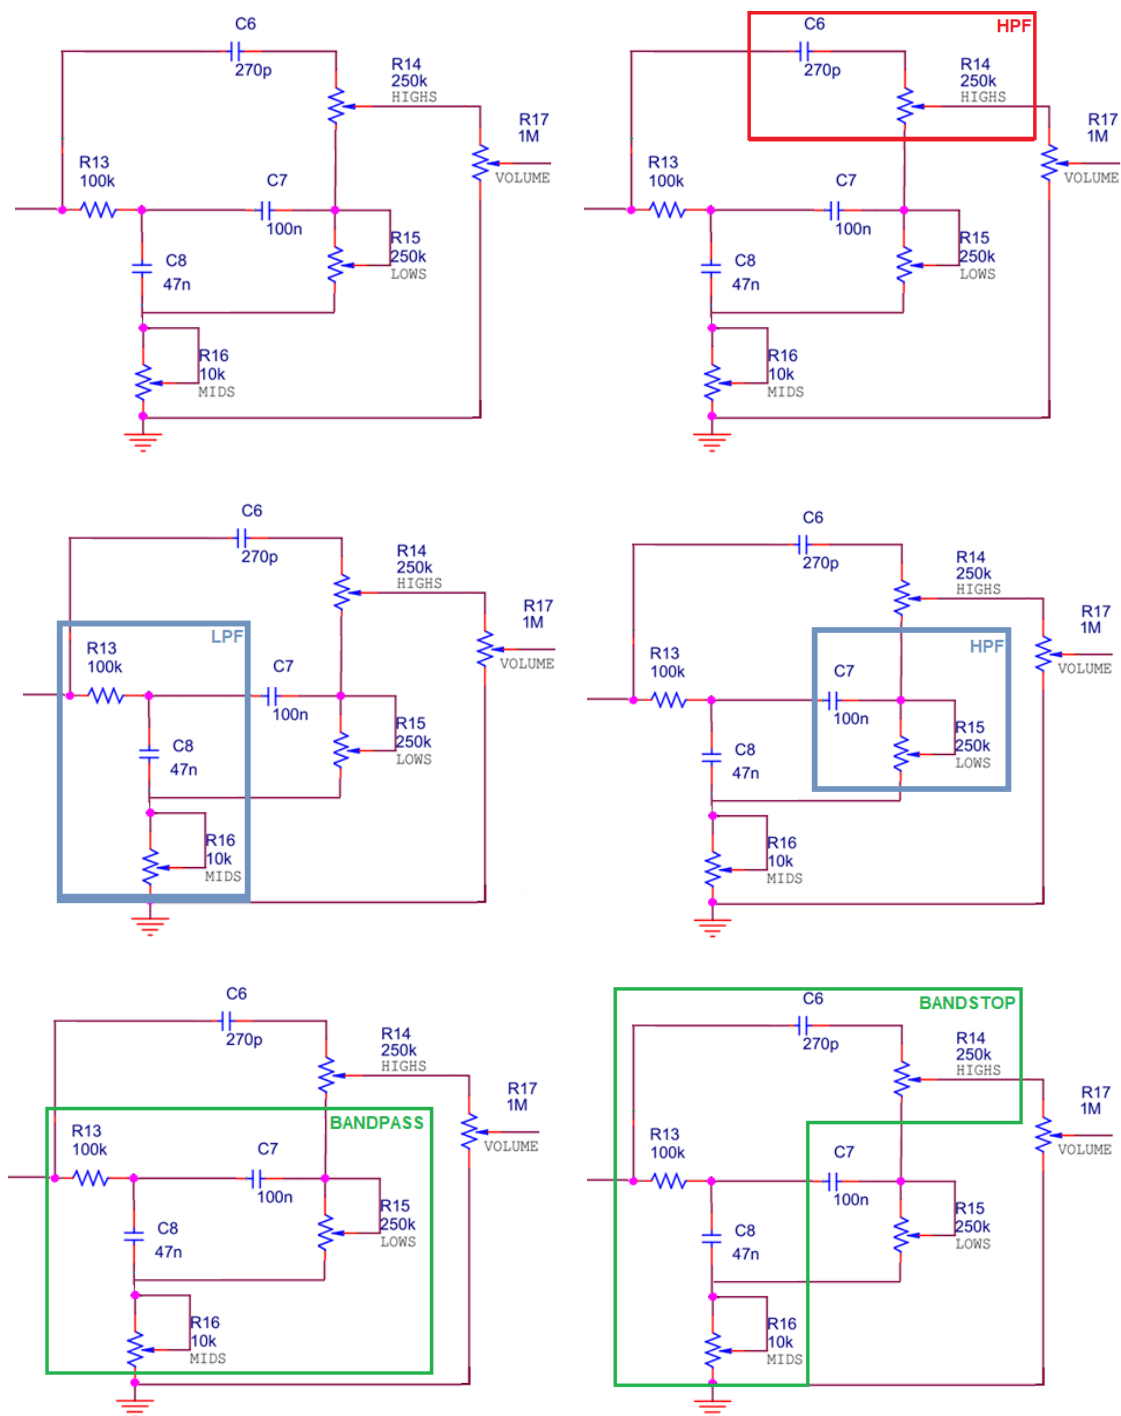 C6
270p
R14
250k
HIGHS
R17
1M
VOLUME
R13
100k
C7
100n
R15
250k
LOWS
C8
47n
R16
10k
MIDS
HPF
C6
270p
R14
250k
HIGHS
R17
1M
VOLUME
R13
100k
C7
100n
R15
250k
LOWS
C8
47n
R16
10k
MIDS
C6
270p
R14
250k
HIGHS
R17
1M
VOLUME
LPF
R13
100k
C7
100n
R15
250k
LOWS
C8
47n
R16
10k
MIDS
C6
270p
R14
250k
HIGHS
R17
1M
VOLUME
HPF
R13
100k
C7
100n
R15
250k
LOWS
C8
47n
R16
10k
MIDS
C6
270p
R14
250k
HIGHS
R17
1M
VOLUME
BANDPASS
R13
100k
C7
100n
R15
250k
LOWS
C8
47n
R16
10k
MIDS
BANDSTOP
C6
270p
R14
250k
HIGHS
R17
1M
VOLUME
R13
100k
C7
100n
R15
250k
LOWS
C8
47n
R16
10k
MIDS